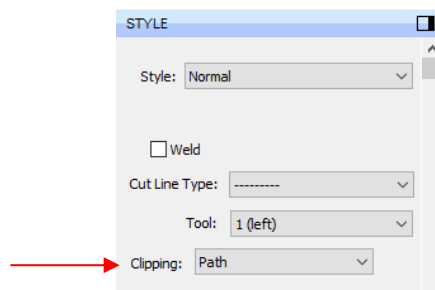 STYLE
Style: Normal
Weld
Cut Line Type: ---------
Tool: 1 (left)
Clipping: Path